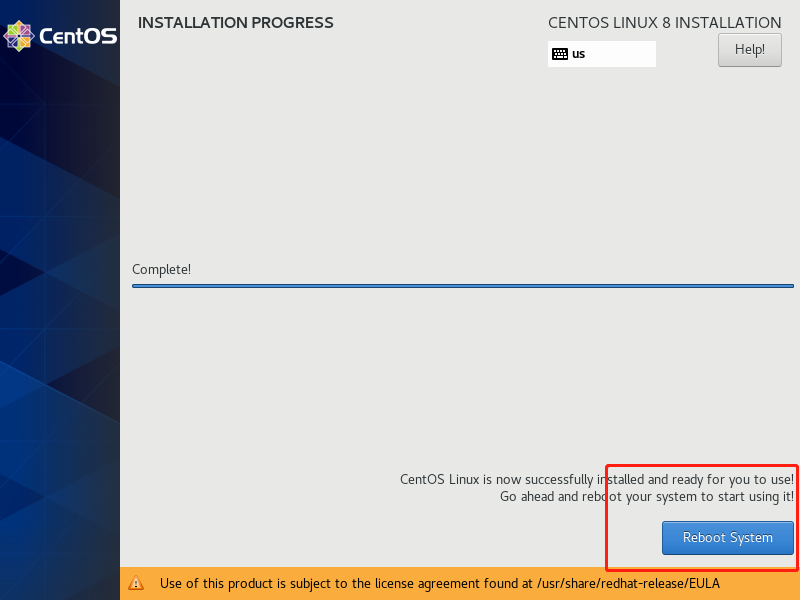 CentOS
INSTALLATION PROGRESS
CENTOS LINUX 8 INSTALLATION
us
Help!
Complete!
CentOS Linux is now successfully installed and ready for you to use!
Go ahead and reboot your system to start using it!
Reboot System
Use of this product is subject to the license agreement found at /usr/share/redhat-release/EULA